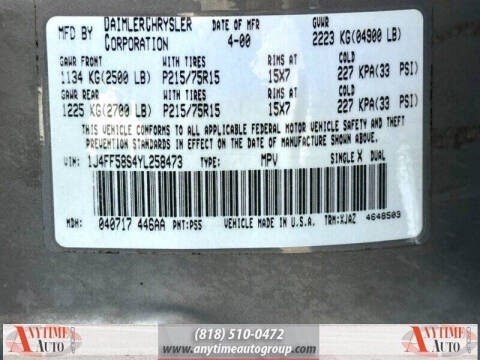 MFD BY DAIMLERCHRYSLER CORPORATION DATE OF MFR 4-00 GVWR 2223 KG(04900 LB)
GAWR FRONT WITH TIRES RIMS AT COLD
1134 KG(2500 LB) P215/75R15 15X7 227 KPA(33 PSI)
GAWR REAR WITH TIRES RIMS AT COLD
1225 KG(2700 LB) P215/75R15 15X7 227 KPA(33 PSI)
THIS VEHICLE CONFORMS TO ALL APPLICABLE FEDERAL MOTOR VEHICLE SAFETY AND THEFT
PREVENTION STANDARDS IN EFFECT ON THE DATE OF MANUFACTURE SHOWN ABOVE.
VIN: 1J4FF58S4YL258473 TYPE: MPV SINGLE X DUAL
MDH: 040717 446AA PNT:PS5 VEHICLE MADE IN U.S.A. TRM:XJAZ 4648503
ANYTIME AUTO GROUP
(818) 510-0472
www.anytimeautogroup.com
ANYTIME AUTO GROUP